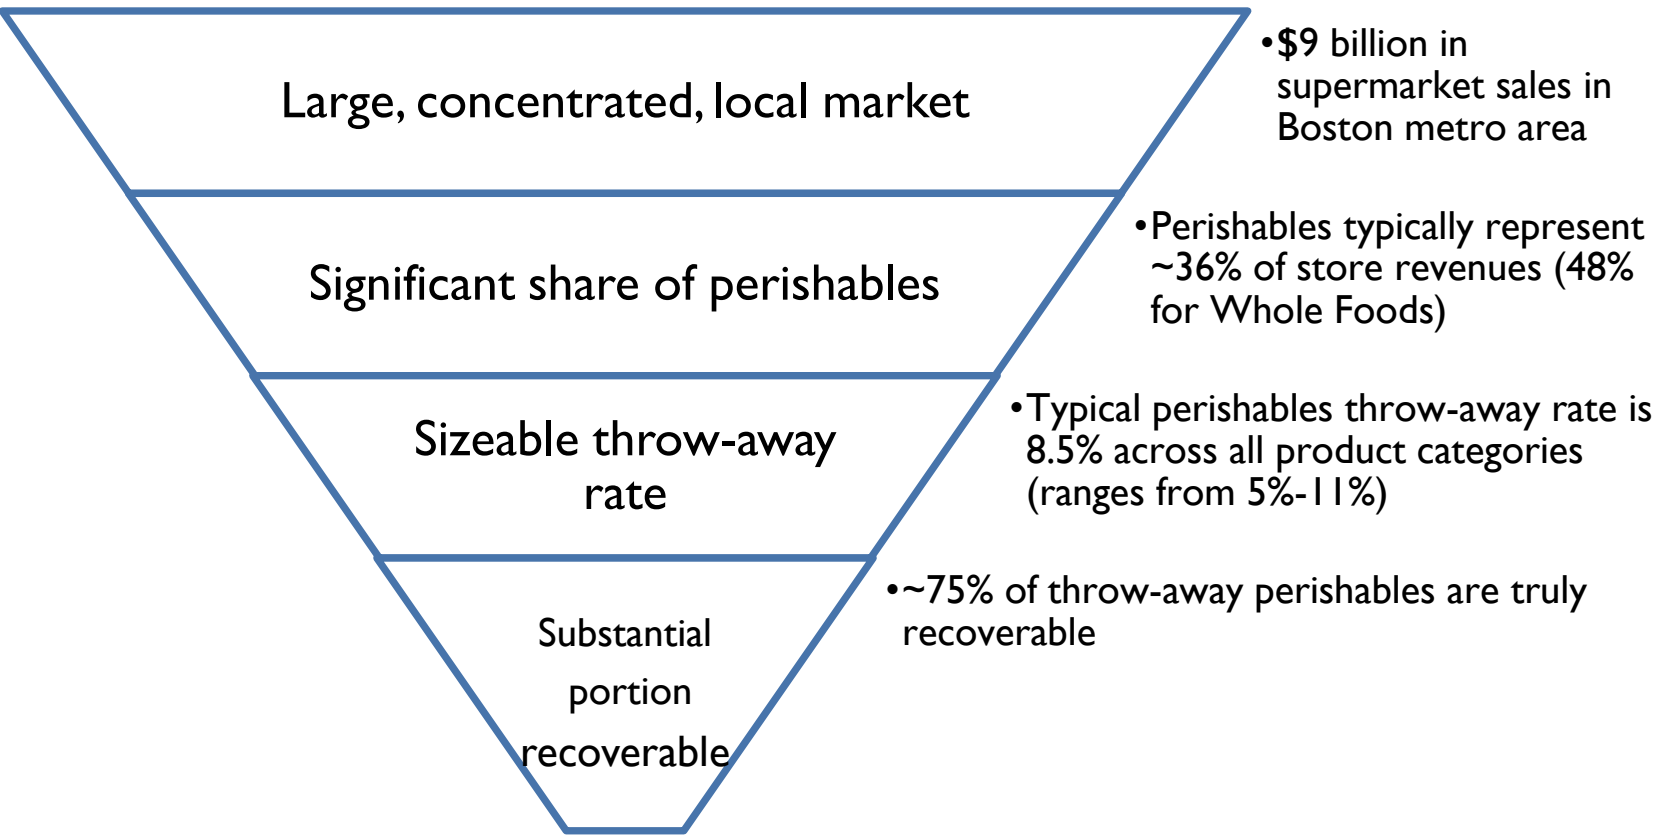 Large, concentrated, local market
•$9 billion in
supermarket sales in
Boston metro area
Significant share of perishables
•Perishables typically represent
~36% of store revenues (48%
for Whole Foods)
Sizeable throw-away
rate
•Typical perishables throw-away rate is
8.5% across all product categories
(ranges from 5%-11%)
Substantial
portion
recoverable
•~75% of throw-away perishables are truly
recoverable